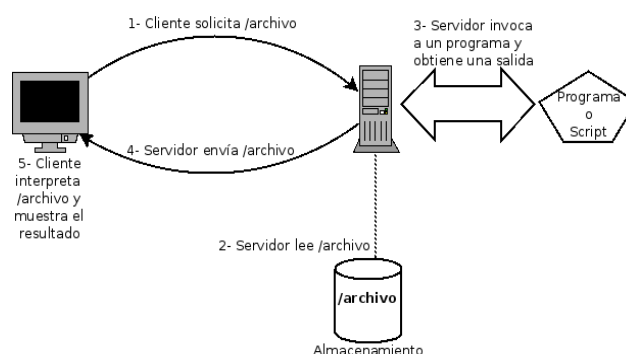 1- Cliente solicita /archivo
3- Servidor invoca
a un programa y
obtiene una salida
Programa
o
Script
4- Servidor envía /archivo
5- Cliente
interpreta
/archivo y
muestra el
resultado
2- Servidor lee /archivo
/archivo
Almacenamiento